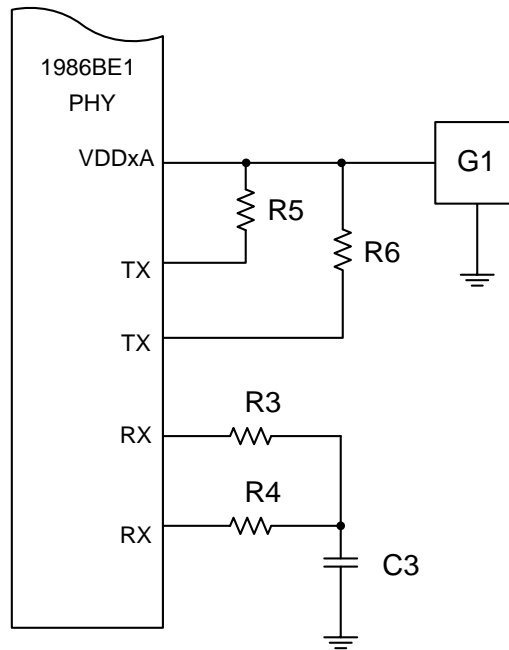 1986BE1
PHY
VDDxA
G1
R5
R6
TX
TX
R3
RX
R4
RX
C3